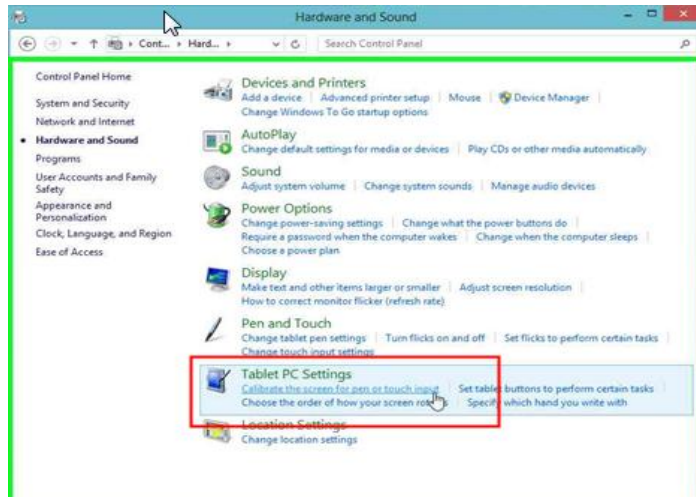 Hardware and Sound
Cont... Hard...
Search Control Panel
Control Panel Home
System and Security
Network and Internet
Hardware and Sound
Programs
User Accounts and Family
Safety
Appearance and
Personalization
Clock, Language, and Region
Ease of Access
Devices and Printers
Add a device Advanced printer setup Mouse Device Manager
Change Windows To Go startup options
AutoPlay
Change default settings for media or devices Play CDs or other media automatically
Sound
Adjust system volume Change system sounds Manage audio devices
Power Options
Change power-saving settings Change what the power buttons do
Require a password when the computer wakes Change when the computer sleeps
Choose a power plan
Display
Make text and other items larger or smaller Adjust screen resolution
How to correct monitor flicker (refresh rate)
Pen and Touch
Change tablet pen settings Turn flicks on and off Set flicks to perform certain tasks
Change touch input settings
Tablet PC Settings
Calibrate the screen for pen or touch input Set tablet buttons to perform certain tasks
Choose the order of how your screen Specify which hand you write with
Location Settings
Change location settings